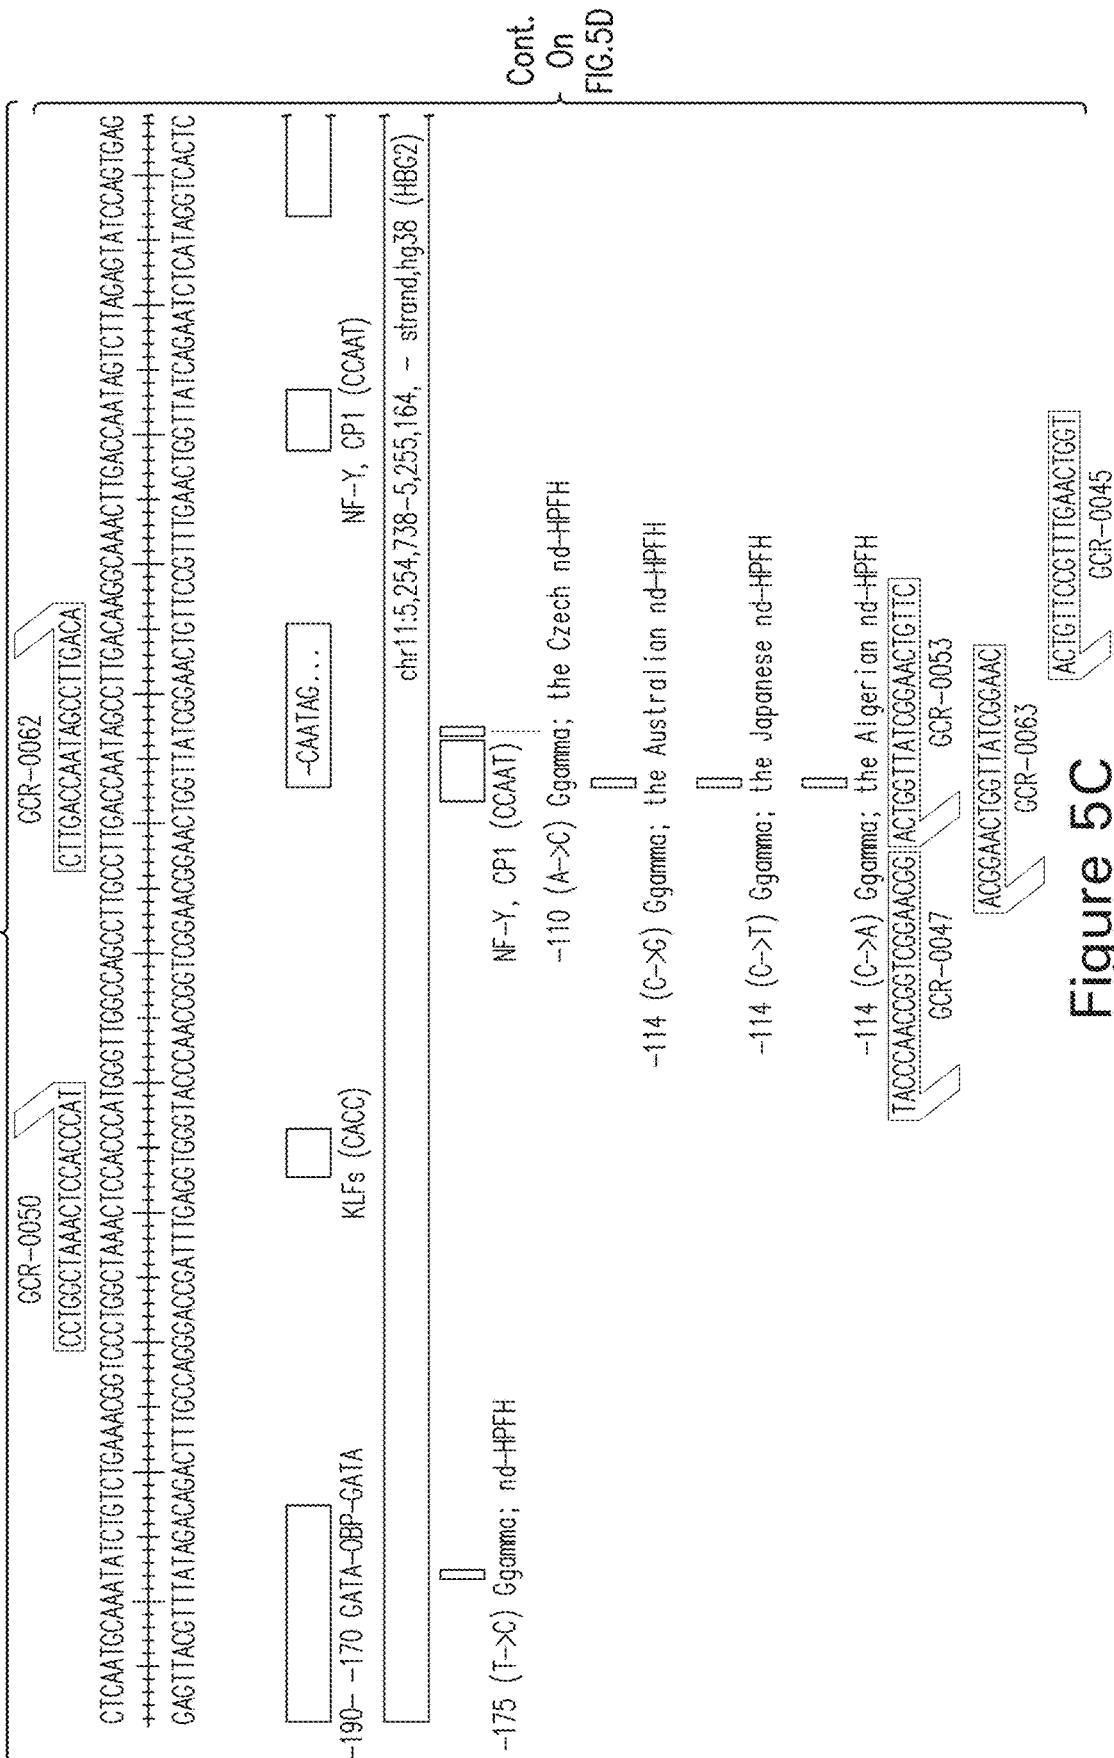 GCR-0050 GCR-0062
CCTGGCTAAACTCCACCCAT CTTGACCAATAGCCTTGACA
CTCAATGCAAATATCTGTCTGAAACGGTCCCTGGCTAAACTCCACCCATGGGTTGGCCAGCCTTGCCTTGACCAATAGCCTTGACAAGGCAAACTTGACCAATAGTCTTAGAGTATCCAGTGAG
GAGTTACGTTTATAGACAGACTTTGCCAGGGACCGATTTGAGGTGGGTACCCAACCGGTCGGAACGGAACTGGTTATCGGAACTGTTCCGTTTGAACTGGTTATCAGAATCTCATAGGTCACTC
-CAATAG...
-190- -170 GATA-OBP-GATA KLFs (CACC) NF-Y, CP1 (CCAAT)
chr11:5,254,738-5,255,164, - strand,hg38 (HBG2)
-175 (T->C) Ggamma; nd-HPFH NF-Y, CP1 (CCAAT)
-110 (A->C) Ggamma; the Czech nd-HPFH
-114 (C->G) Ggamma; the Australian nd-HPFH
-114 (C->T) Ggamma; the Japanese nd-HPFH
-114 (C->A) Ggamma; the Algerian nd-HPFH
TACCCAACCGGTCGGAACGG ACTGGTTATCGGAACTGTTC
GCR-0047 GCR-0053
ACGGAACTGGTTATCGGAAC
GCR-0063
ACTGTTCCGTTTGAACTGGT
GCR-0045
Cont.
On
FIG.5D
Figure 5C